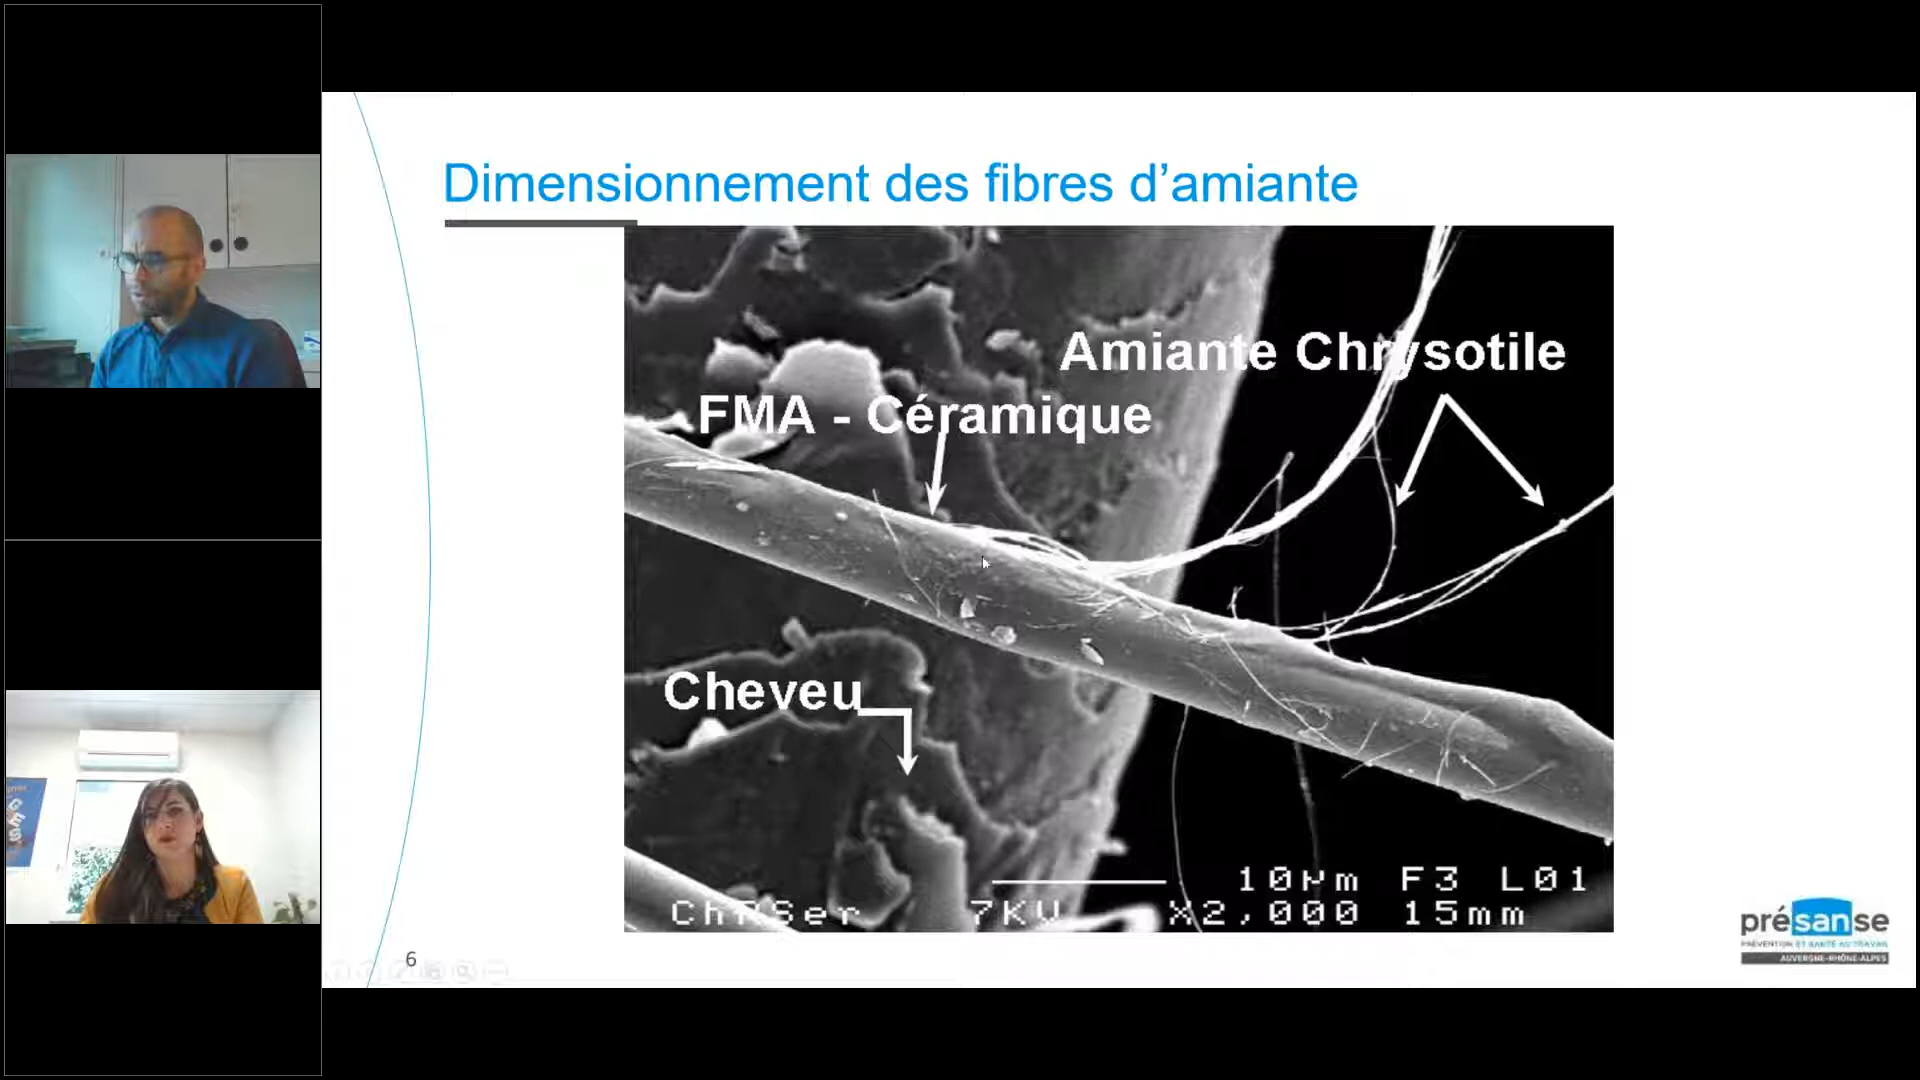 Dimensionnement des fibres d’amiante
Amiante Chrysotile
FMA - Céramique
Cheveu
10µm F3 L01
ChRSer 7KV X2,000 15mm
6
présanse
PRÉVENTION ET SANTÉ AU TRAVAIL
AUVERGNE-RHÔNE-ALPES